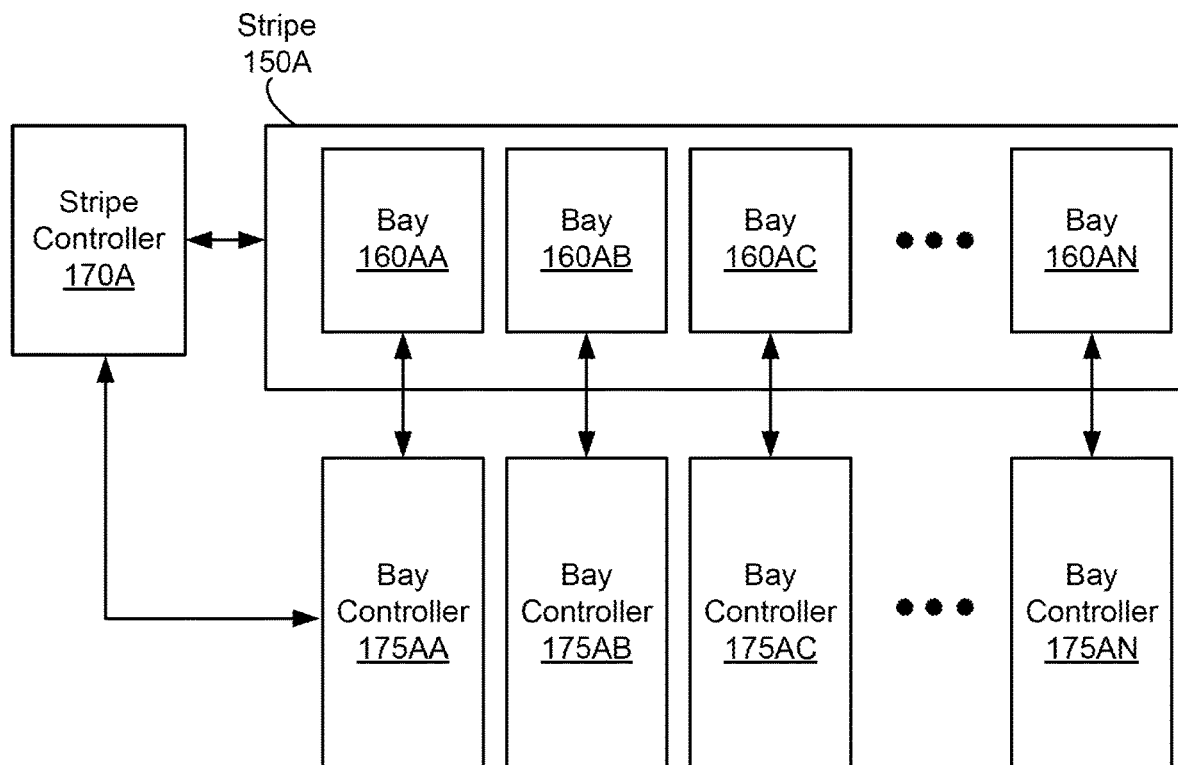 Stripe
150A
Stripe
Controller
170A
Bay
160AA
Bay
160AB
Bay
160AC
Bay
160AN
Bay
Controller
175AA
Bay
Controller
175AB
Bay
Controller
175AC
Bay
Controller
175AN